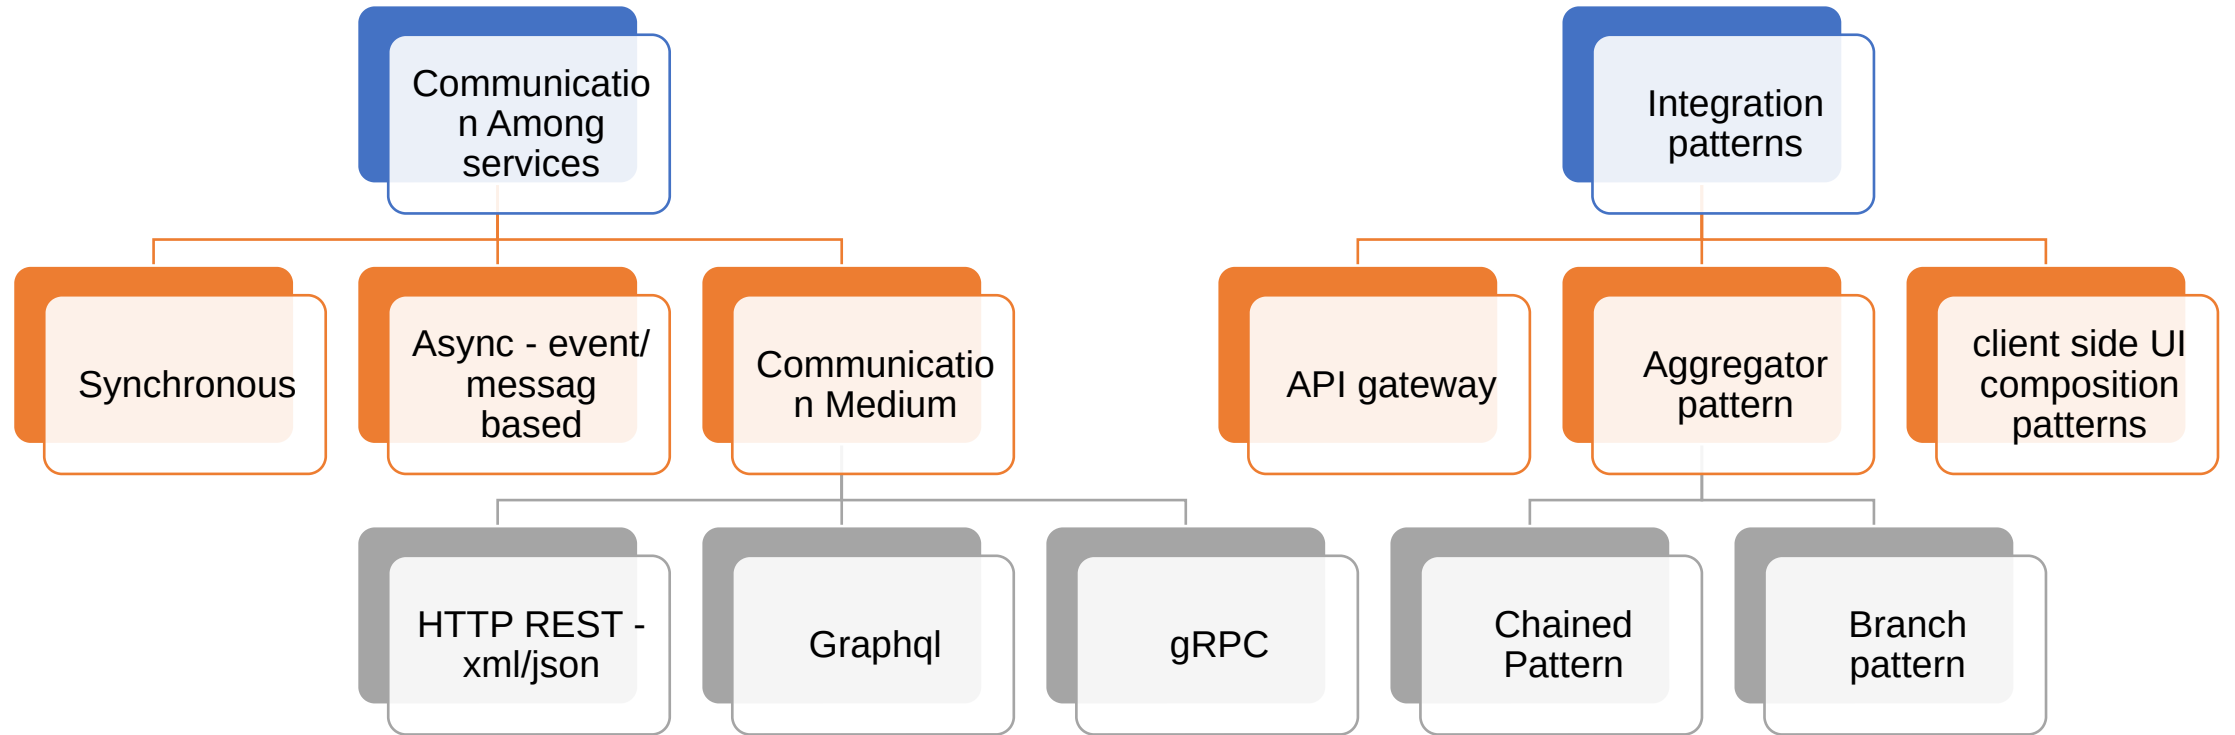 Communicatio
n Among
services
Integration
patterns
Synchronous
Async - event/
messag
based
Communicatio
n Medium
API gateway
Aggregator
pattern
client side UI
composition
patterns
HTTP REST -
xml/json
Graphql
gRPC
Chained
Pattern
Branch
pattern